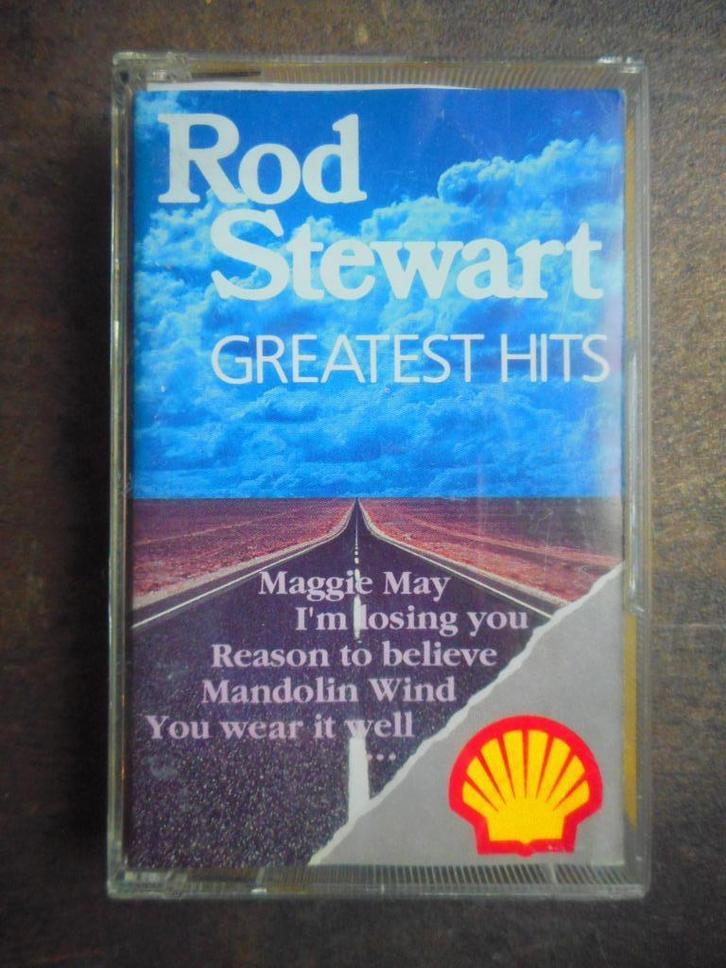 Rod
Stewart
GREATEST HITS
Maggie May
I'm losing you
Reason to believe
Mandolin Wind
You wear it well
...